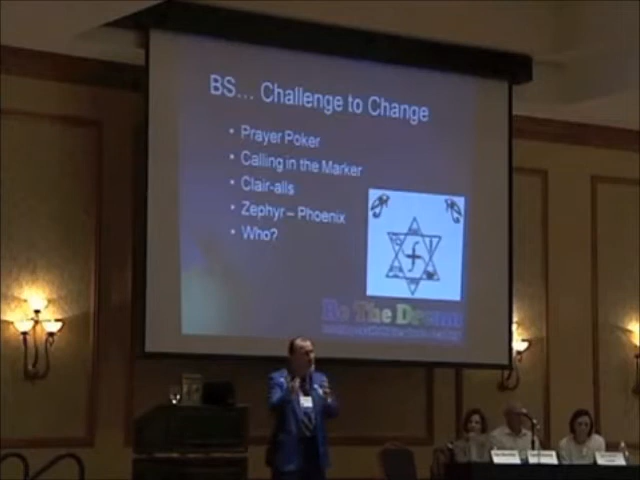 BS... Challenge to Change
• Prayer Poker
• Calling in the Marker
• Clair-alls
• Zephyr – Phoenix
• Who?
Be The Dream